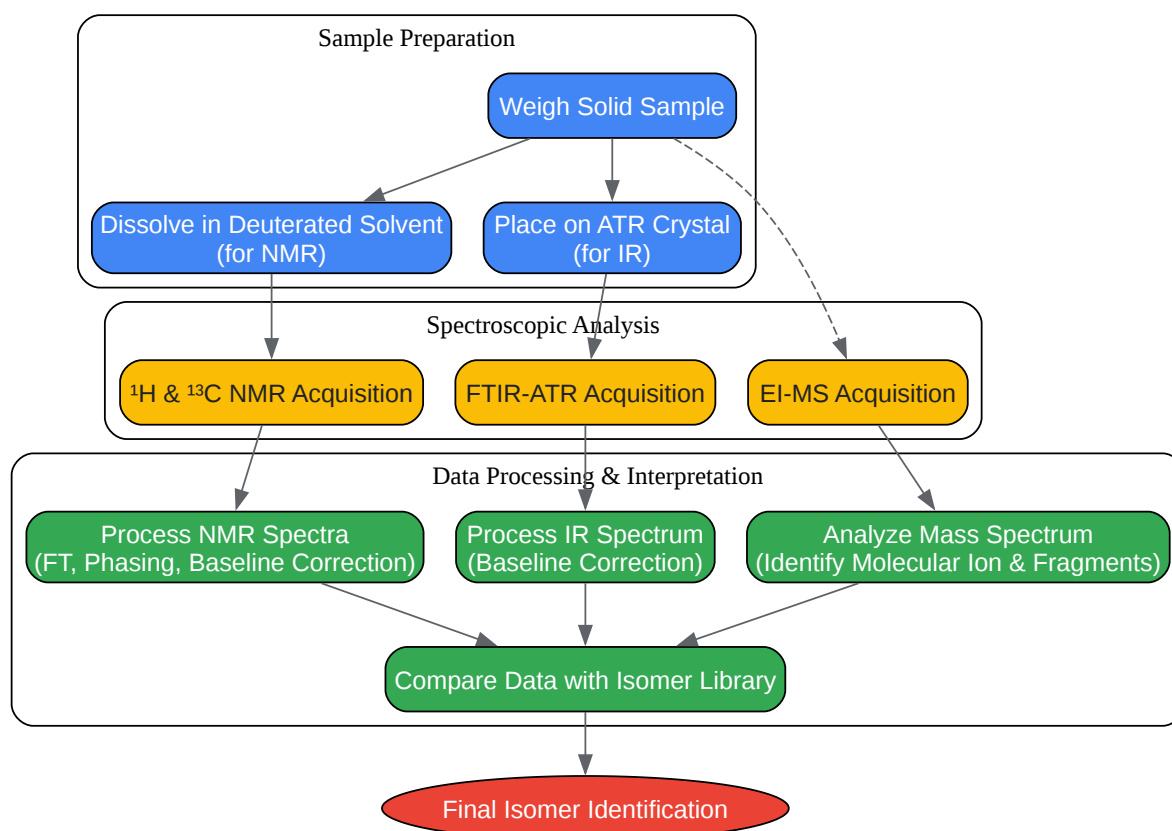 Sample Preparation
Weigh Solid Sample
Dissolve in Deuterated Solvent
(for NMR)
Place on ATR Crystal
(for IR)
Spectroscopic Analysis
¹H & ¹³C NMR Acquisition
FTIR-ATR Acquisition
EI-MS Acquisition
Data Processing & Interpretation
Process NMR Spectra
(FT, Phasing, Baseline Correction)
Process IR Spectrum
(Baseline Correction)
Analyze Mass Spectrum
(Identify Molecular Ion & Fragments)
Compare Data with Isomer Library
Final Isomer Identification